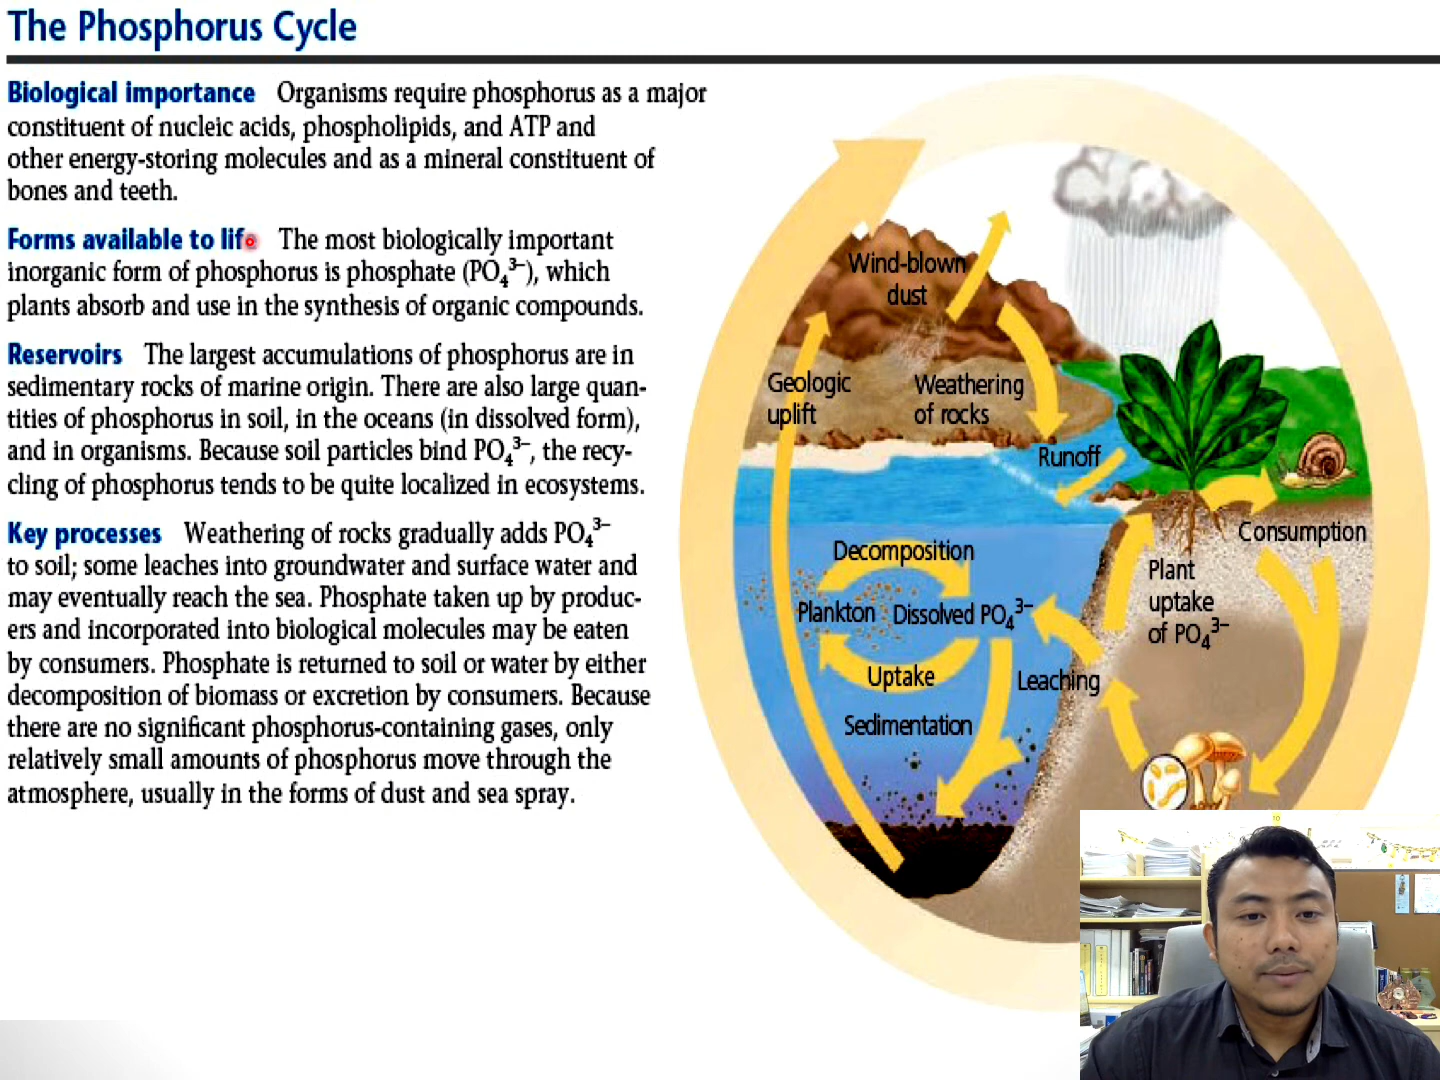 The Phosphorus Cycle
Biological importance Organisms require phosphorus as a major
constituent of nucleic acids, phospholipids, and ATP and
other energy-storing molecules and as a mineral constituent of
bones and teeth.
Forms available to life The most biologically important
inorganic form of phosphorus is phosphate (PO₄³⁻), which
plants absorb and use in the synthesis of organic compounds.
Reservoirs The largest accumulations of phosphorus are in
sedimentary rocks of marine origin. There are also large quan-
tities of phosphorus in soil, in the oceans (in dissolved form),
and in organisms. Because soil particles bind PO₄³⁻, the recy-
cling of phosphorus tends to be quite localized in ecosystems.
Key processes Weathering of rocks gradually adds PO₄³⁻
to soil; some leaches into groundwater and surface water and
may eventually reach the sea. Phosphate taken up by produc-
ers and incorporated into biological molecules may be eaten
by consumers. Phosphate is returned to soil or water by either
decomposition of biomass or excretion by consumers. Because
there are no significant phosphorus-containing gases, only
relatively small amounts of phosphorus move through the
atmosphere, usually in the forms of dust and sea spray.
Wind-blown
dust
Geologic
uplift
Weathering
of rocks
Runoff
Consumption
Decomposition
Plant
uptake
of PO₄³⁻
Plankton
Dissolved PO₄³⁻
Uptake
Leaching
Sedimentation